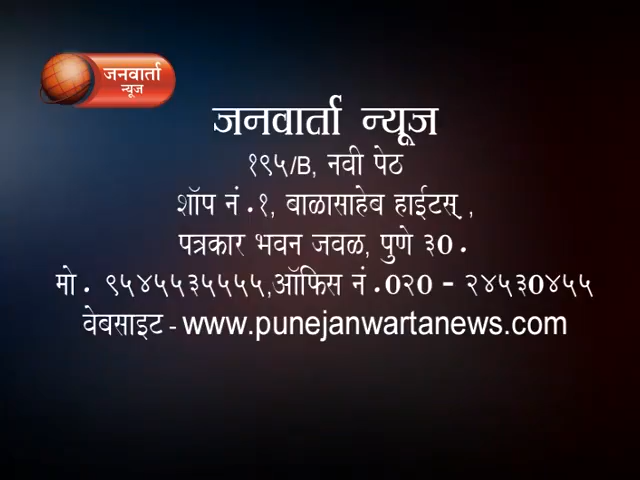 जनवार्ता
न्यूज
जनवार्ता न्यूज
१९५/B, नवी पेठ
शॉप नं.१, बाळासाहेब हाईटस् ,
पत्रकार भवन जवळ, पुणे ३०.
मो. ९५४५५३५५५५,ऑफिस नं.०२० - २४५३०४५५
वेबसाइट - www.punejanwartanews.com